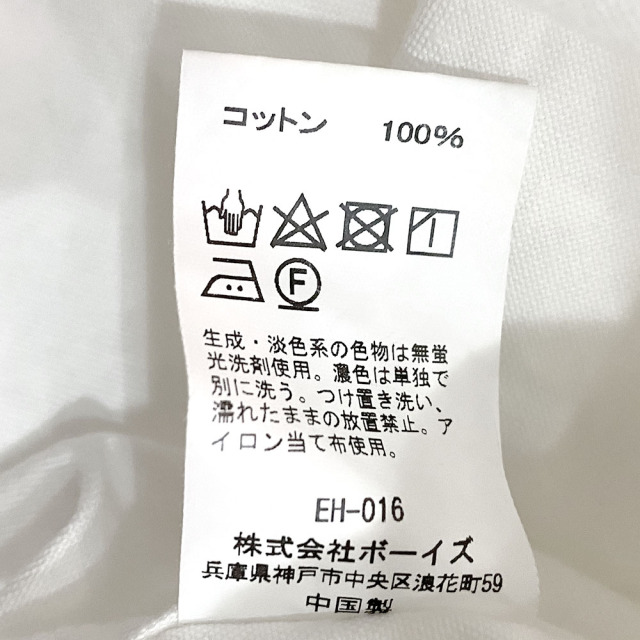 コットン 100%
F
生成・淡色系の色物は無蛍
光洗剤使用。濃色は単独で
別に洗う。つけ置き洗い、
濡れたままの放置禁止。ア
イロン当て布使用。
EH-016
株式会社ボーイズ
兵庫県神戸市中央区浪花町59
中国製